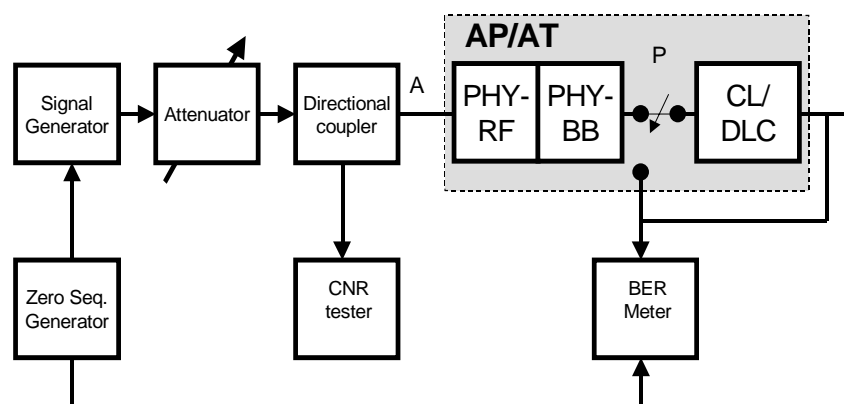 AP/AT
P
A
Signal
Generator
Attenuator
Directional
coupler
PHY-
RF
PHY-
BB
CL/
DLC
Zero Seq.
Generator
CNR
tester
BER
Meter